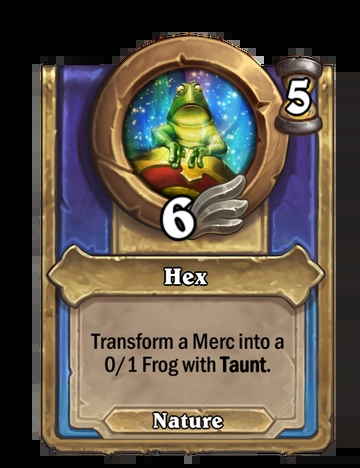 5
6
Hex
Transform a Merc into a
0/1 Frog with Taunt.
Nature